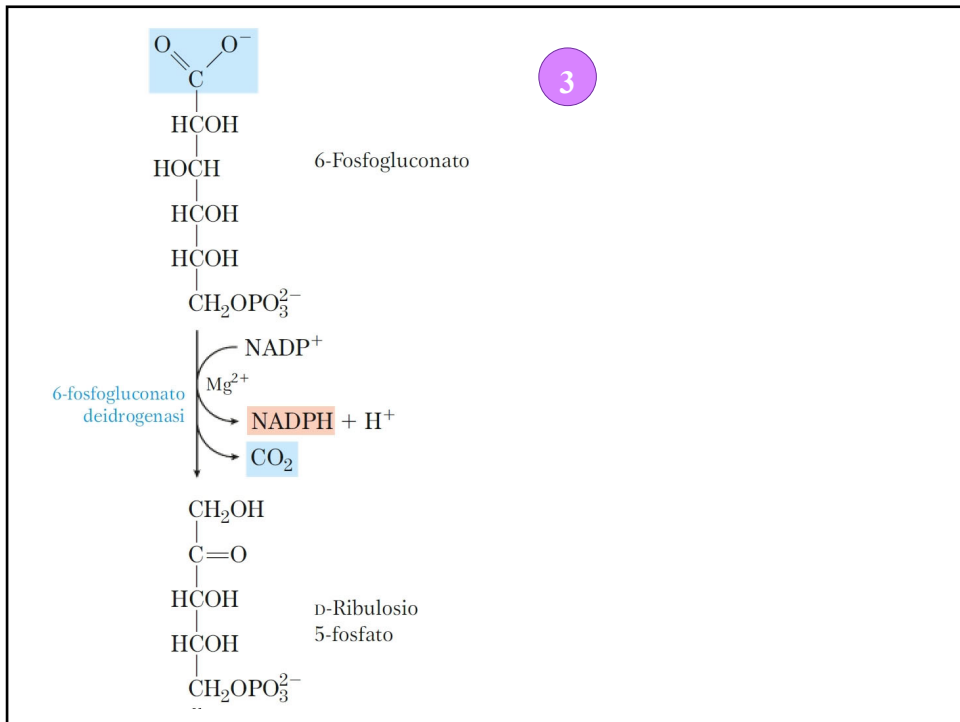 O O⁻
C
3
HCOH
HOCH
6-Fosfogluconato
HCOH
HCOH
CH₂OPO₃²⁻
NADP⁺
6-fosfogluconato
deidrogenasi
Mg²⁺
NADPH + H⁺
CO₂
CH₂OH
C=O
HCOH
D-Ribulosio
5-fosfato
HCOH
CH₂OPO₃²⁻